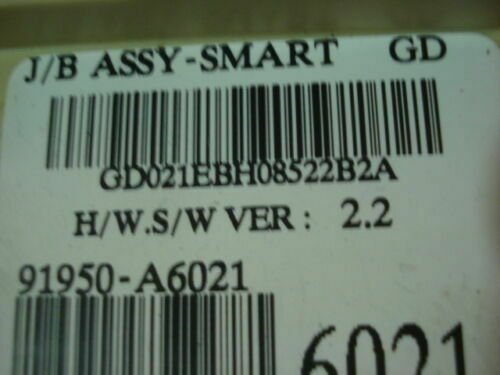 J/B ASSY-SMART GD
GD021EBH08522B2A
H/W.S/W VER : 2.2
91950-A6021
6021